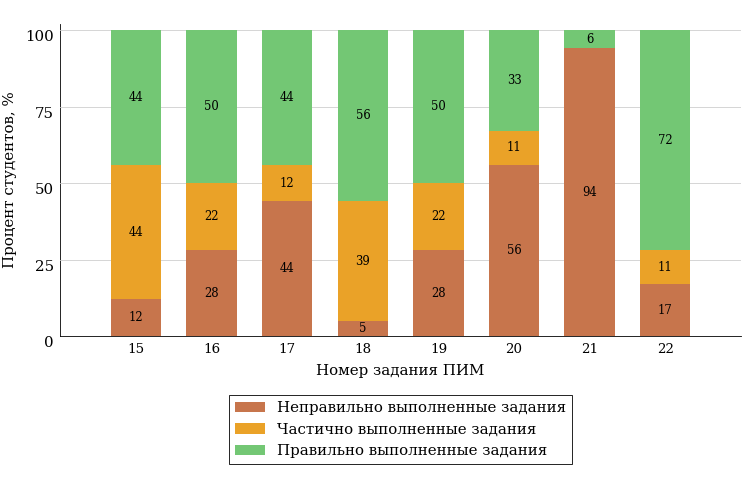 Процент студентов, %
100
75
50
25
0
44 50 44 56 50 33 6 72
44 22 12 39 22 11 94 11
12 28 44 5 28 56 17
15 16 17 18 19 20 21 22
Номер задания ПИМ
Неправильно выполненные задания
Частично выполненные задания
Правильно выполненные задания